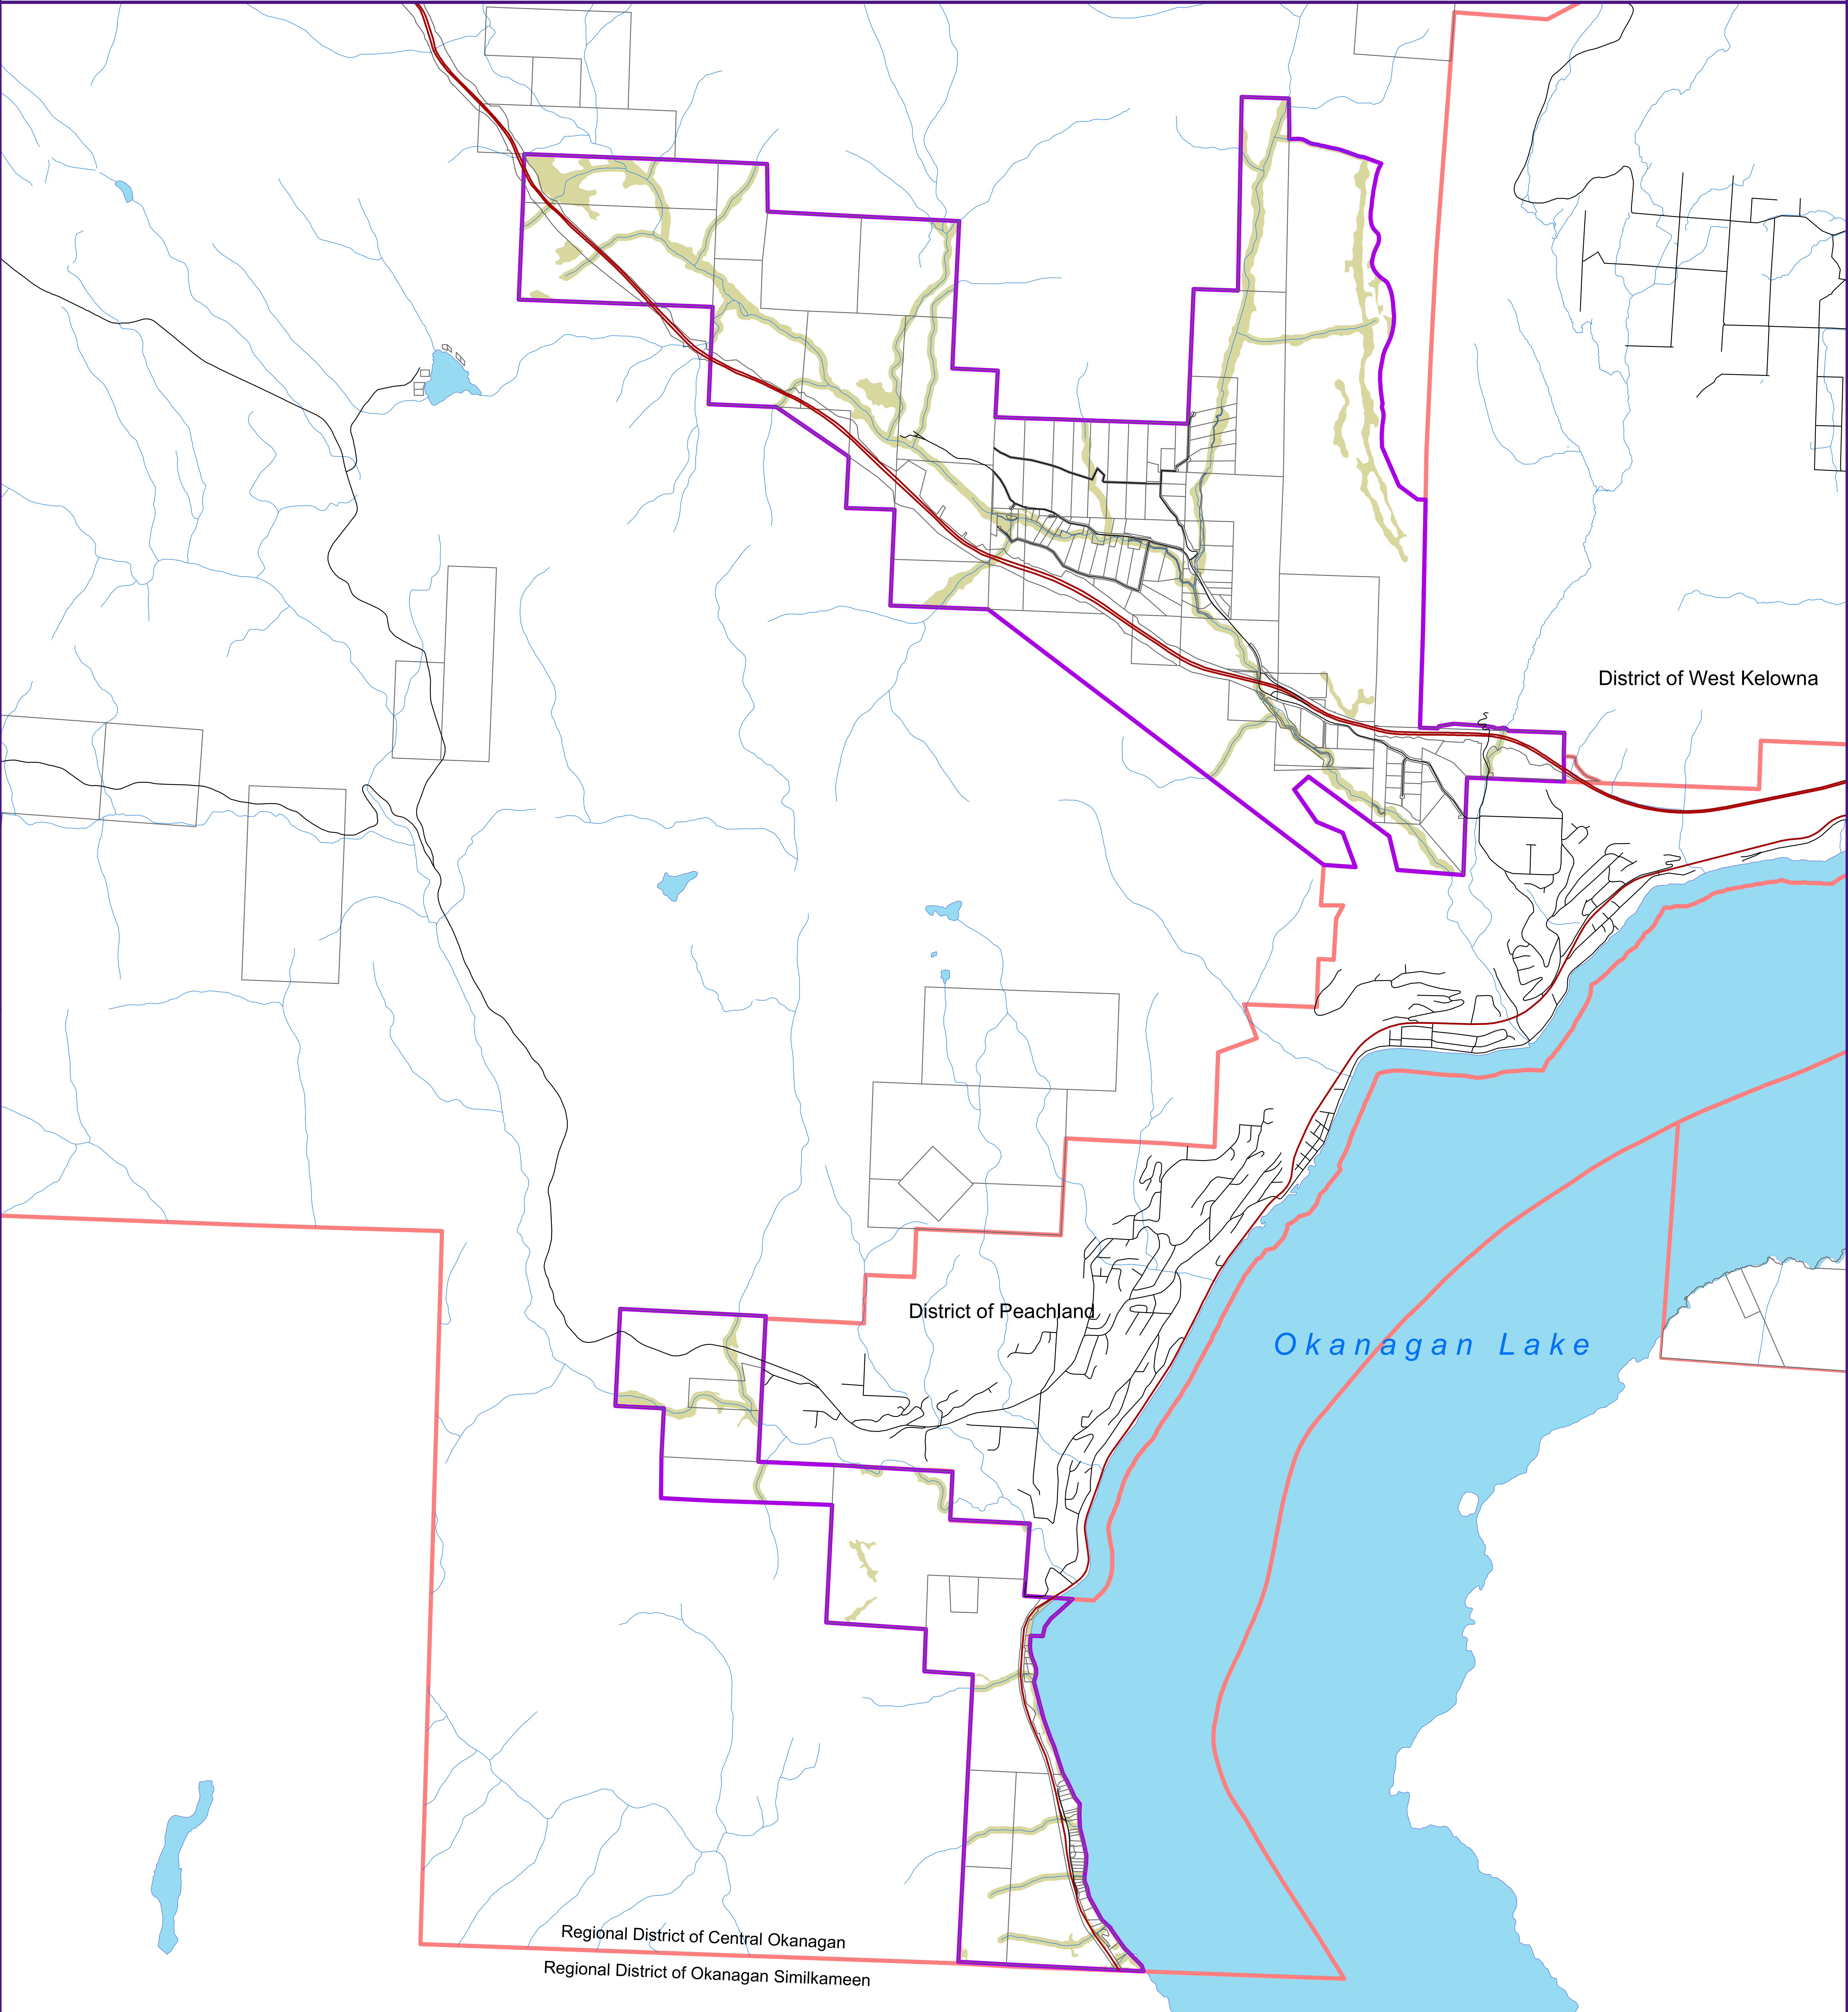 District of West Kelowna
District of Peachland
Okanagan Lake
Regional District of Central Okanagan
Regional District of Okanagan Similkameen